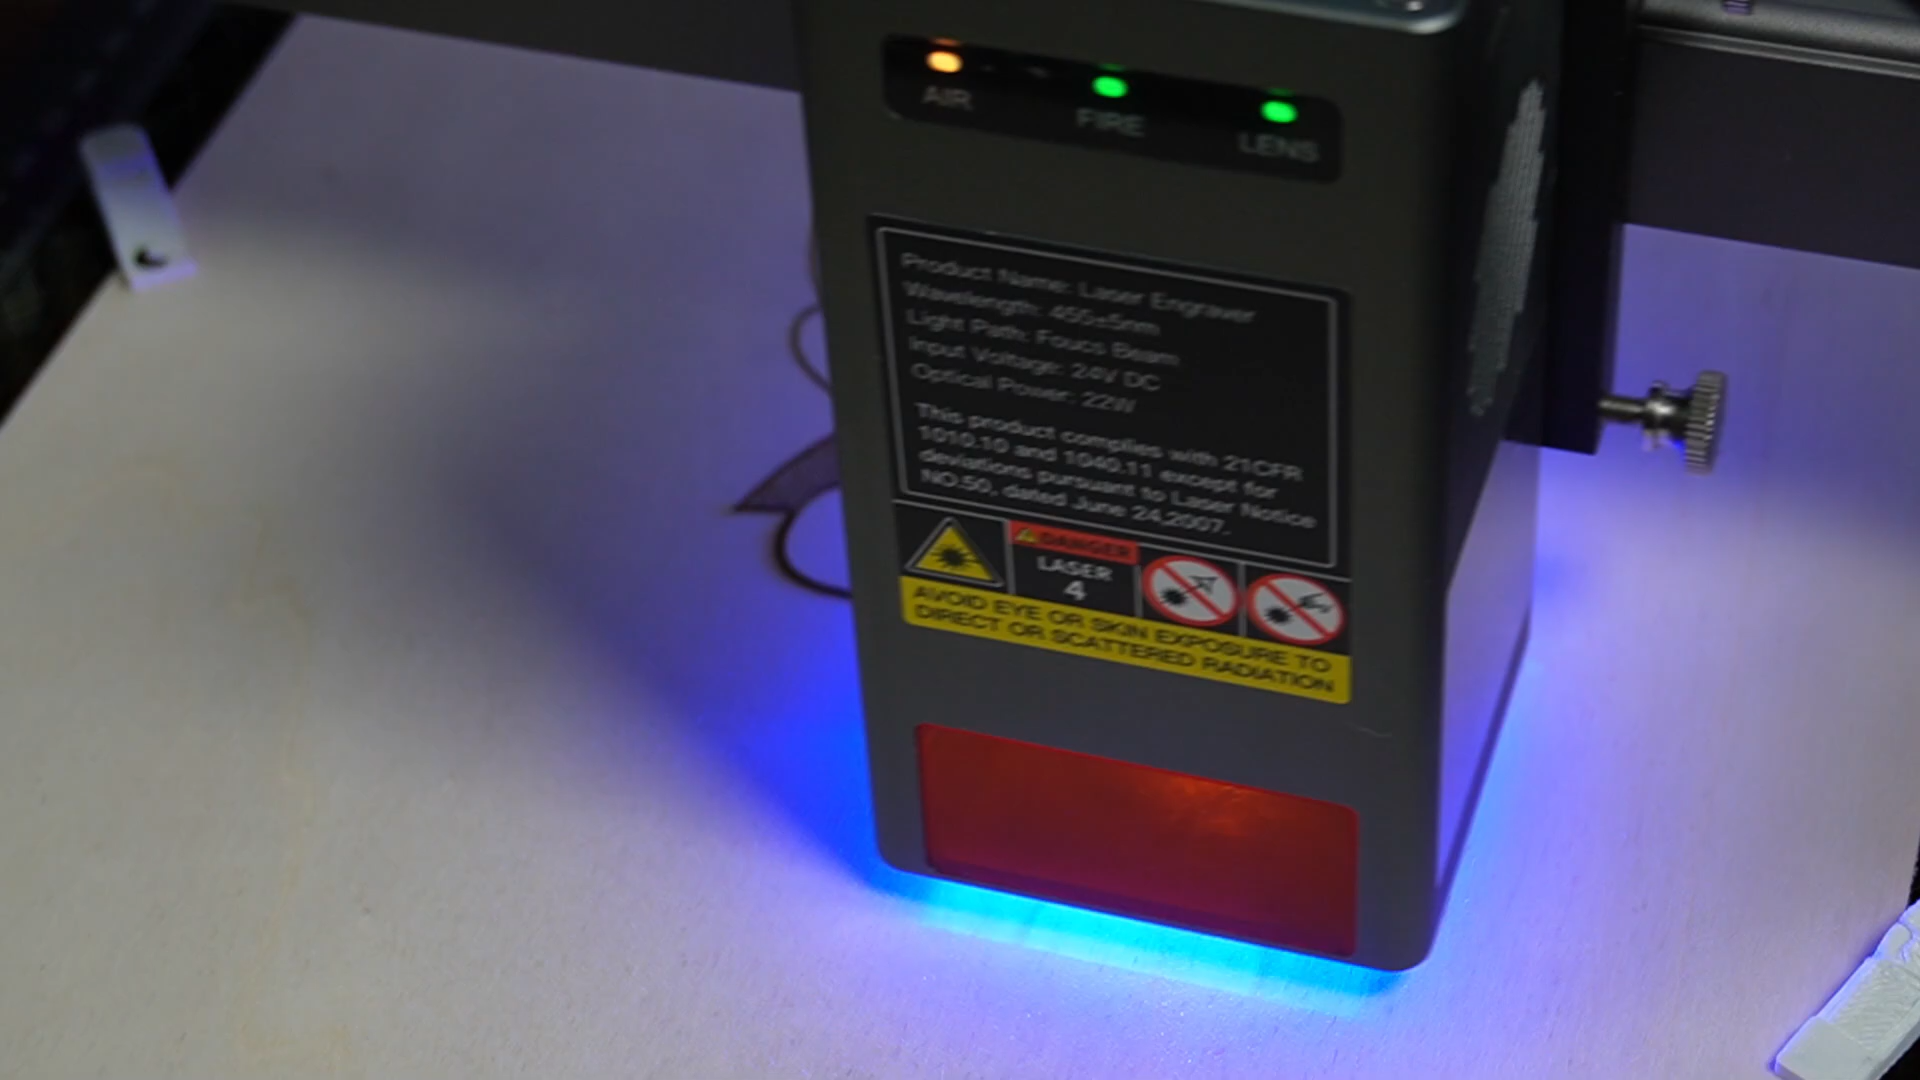 AIR
FIRE
LENS
Product Name: Laser Engraver
Wavelength: 455±5nm
Light Path: Foucs Beam
Input Voltage: 24V DC
Optical Power: 22W
This product complies with 21CFR
1010.10 and 1040.11 except for
deviations pursuant to Laser Notice
NO.50, dated June 24,2007.
DANGER
LASER
4
AVOID EYE OR SKIN EXPOSURE TO
DIRECT OR SCATTERED RADIATION